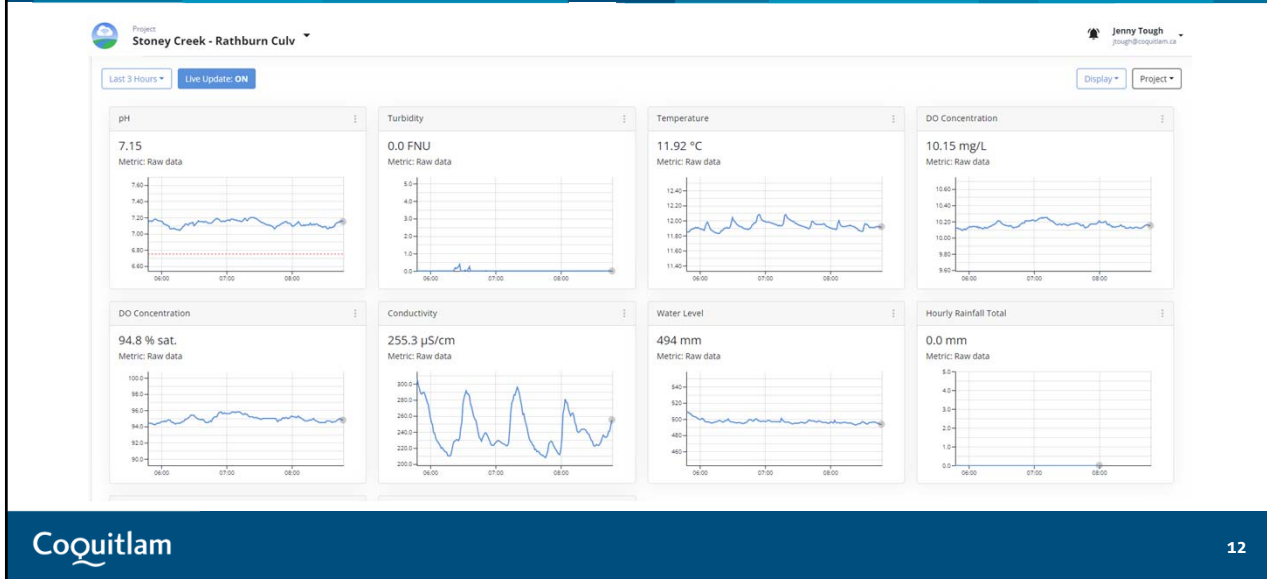 Project
Stoney Creek - Rathburn Culv
Jenny Tough
jtough@coquitlam.ca
Last 3 Hours
Live Update: ON
Display
Project
pH
7.15
Metric: Raw data
7.60
7.40
7.20
7.00
6.80
6.60
06:00 07:00 08:00
Turbidity
0.0 FNU
Metric: Raw data
5.0
4.0
3.0
2.0
1.0
0.0
06:00 07:00 08:00
Temperature
11.92 °C
Metric: Raw data
12.40
12.20
12.00
11.80
11.60
11.40
06:00 07:00 08:00
DO Concentration
10.15 mg/L
Metric: Raw data
10.60
10.40
10.20
10.00
9.80
9.60
06:00 07:00 08:00
DO Concentration
94.8 % sat.
Metric: Raw data
100.0
98.0
96.0
94.0
92.0
90.0
06:00 07:00 08:00
Conductivity
255.3 µS/cm
Metric: Raw data
300.0
280.0
260.0
240.0
220.0
200.0
06:00 07:00 08:00
Water Level
494 mm
Metric: Raw data
540
520
500
480
460
06:00 07:00 08:00
Hourly Rainfall Total
0.0 mm
Metric: Raw data
5.0
4.0
3.0
2.0
1.0
0.0
06:00 07:00 08:00
Coquitlam
12